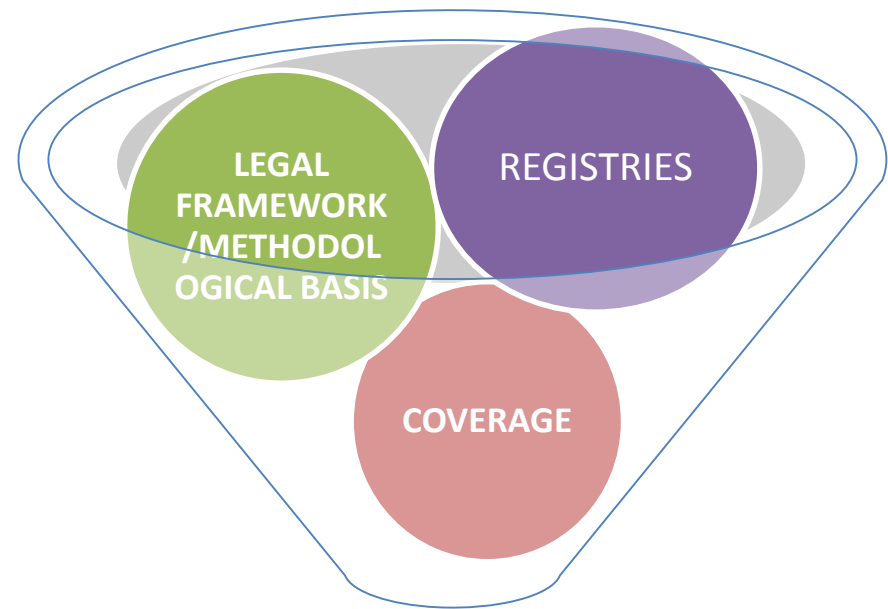 LEGAL
FRAMEWORK
/METHODOL
OGICAL BASIS
REGISTRIES
COVERAGE